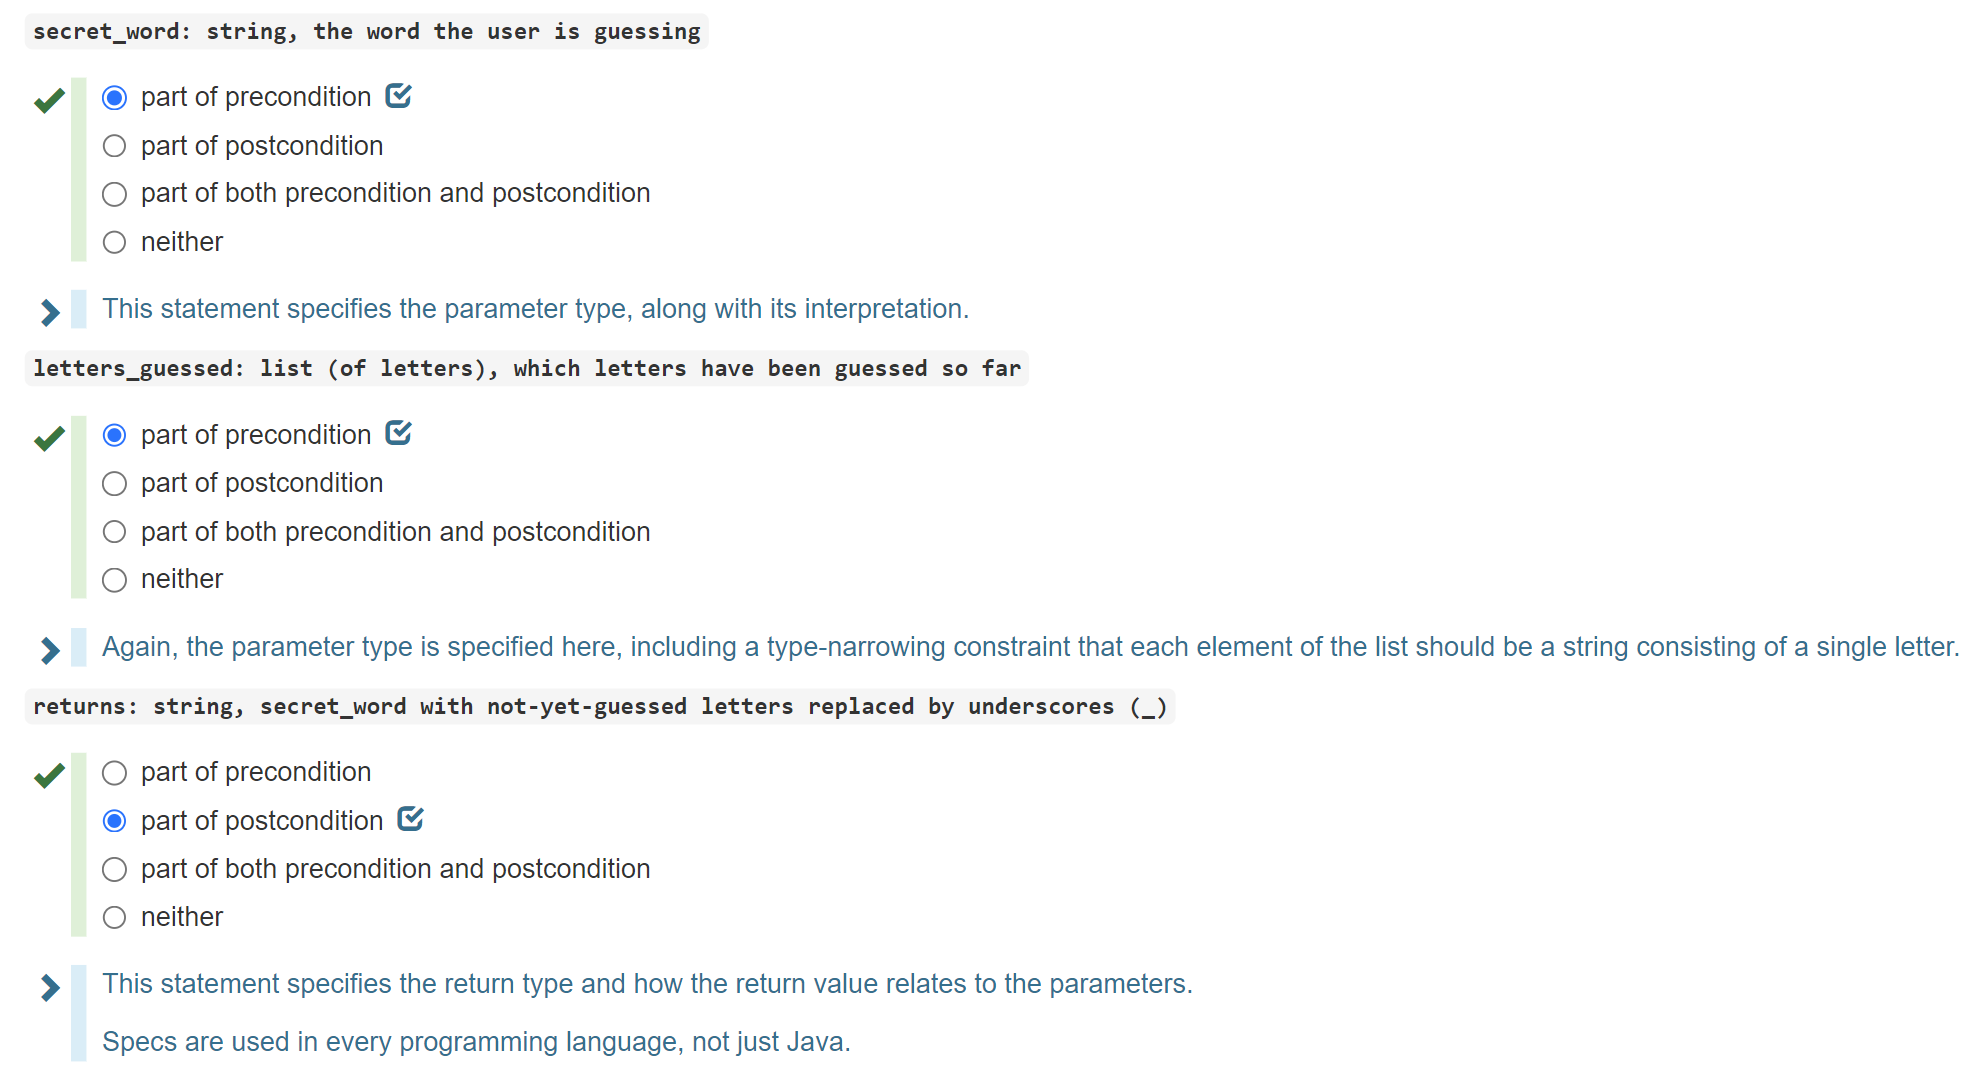 secret_word: string, the word the user is guessing
part of precondition
part of postcondition
part of both precondition and postcondition
neither
This statement specifies the parameter type, along with its interpretation.
letters_guessed: list (of letters), which letters have been guessed so far
part of precondition
part of postcondition
part of both precondition and postcondition
neither
Again, the parameter type is specified here, including a type-narrowing constraint that each element of the list should be a string consisting of a single letter.
returns: string, secret_word with not-yet-guessed letters replaced by underscores (_)
part of precondition
part of postcondition
part of both precondition and postcondition
neither
This statement specifies the return type and how the return value relates to the parameters.
Specs are used in every programming language, not just Java.